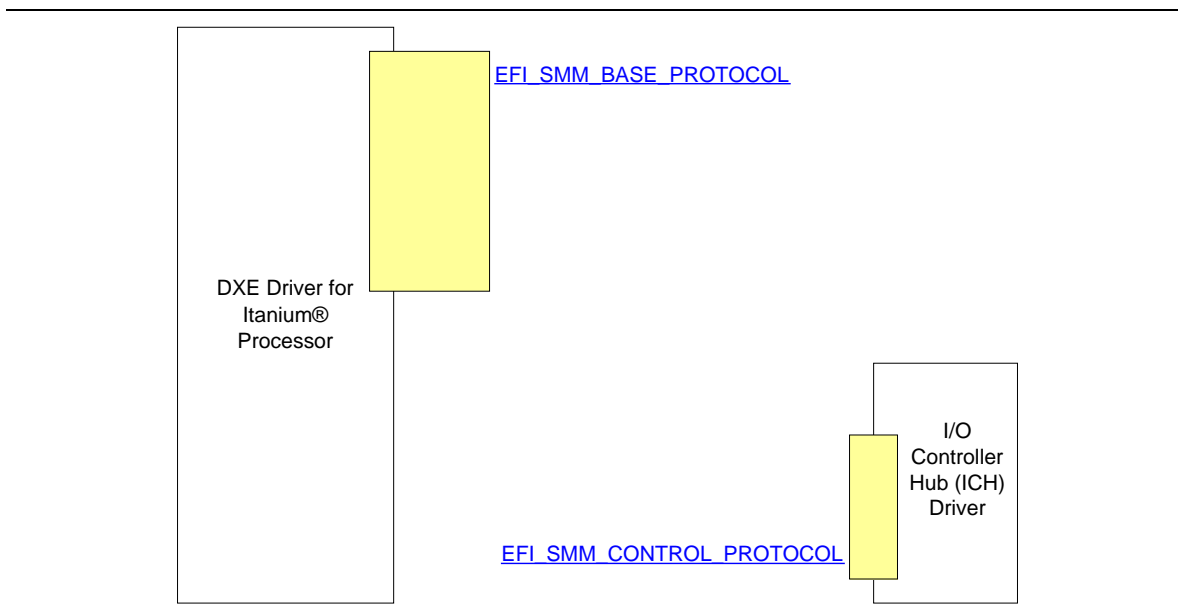 EFI_SMM_BASE_PROTOCOL
DXE Driver for
Itanium®
Processor
I/O
Controller
Hub (ICH)
Driver
EFI_SMM_CONTROL_PROTOCOL